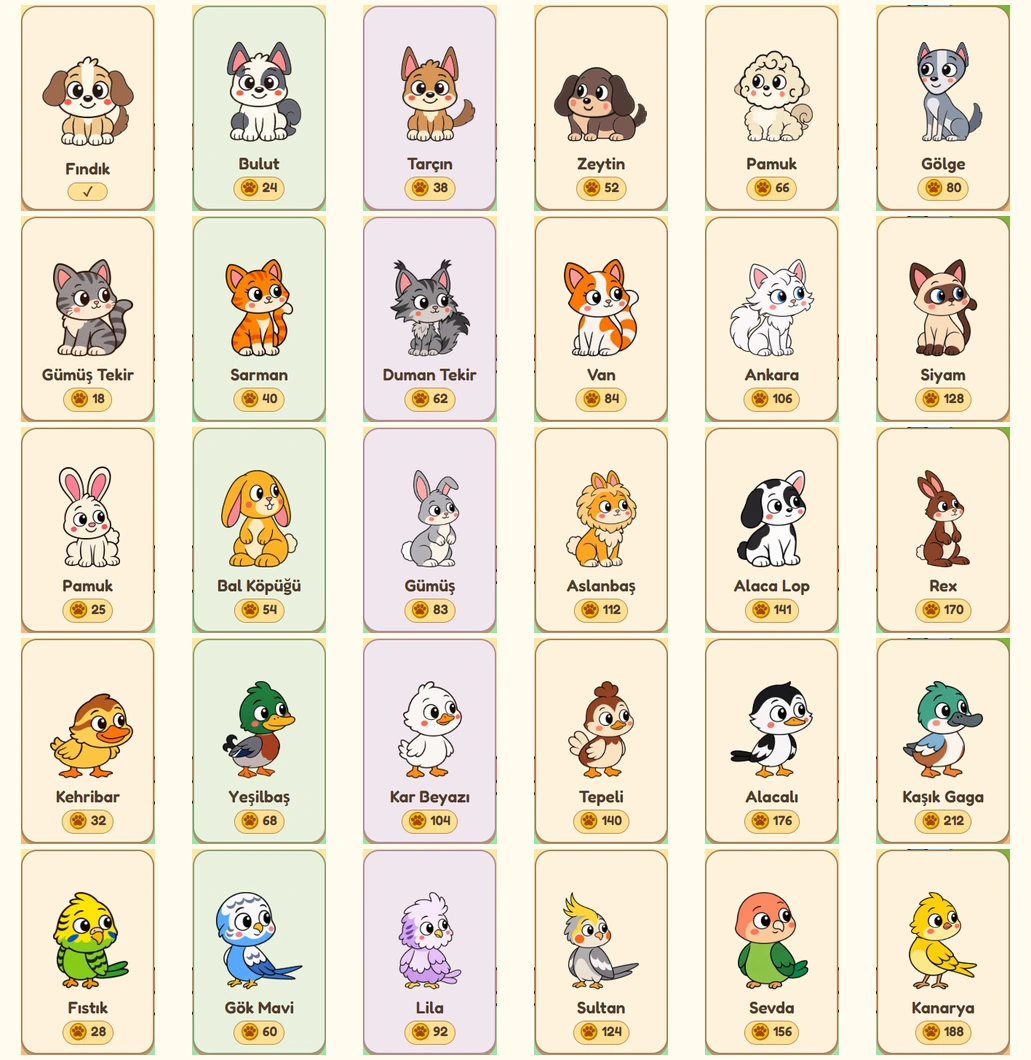 Fındık
✓
Bulut
24
Tarçın
38
Zeytin
52
Pamuk
66
Gölge
80
Gümüş Tekir
18
Sarman
40
Duman Tekir
62
Van
84
Ankara
106
Siyam
128
Pamuk
25
Bal Köpüğü
54
Gümüş
83
Aslanbaş
112
Alaca Lop
141
Rex
170
Kehribar
32
Yeşilbaş
68
Kar Beyazı
104
Tepeli
140
Alacalı
176
Kaşık Gaga
212
Fıstık
28
Gök Mavi
60
Lila
92
Sultan
124
Sevda
156
Kanarya
188